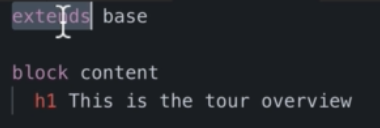 extends base
block content
h1 This is the tour overview